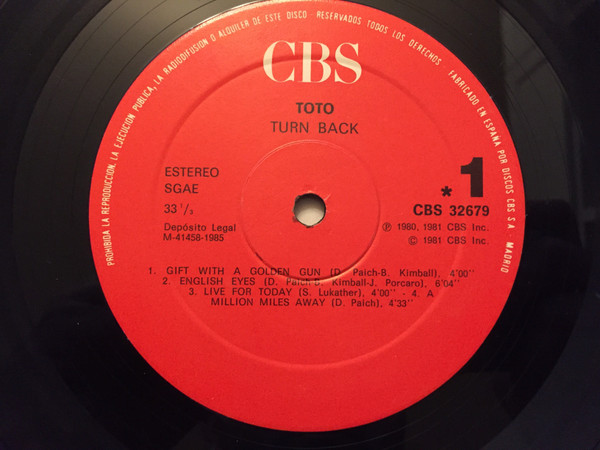 PROHIBIDA LA REPRODUCCION, LA EJECUCION PUBLICA, LA RADIODIFUSION O ALQUILER DE ESTE DISCO - RESERVADOS TODOS LOS DERECHOS - FABRICADO EN ESPAÑA POR DISCOS CBS S.A. - MADRID
CBS
TOTO
TURN BACK
ESTEREO
SGAE
33 1/3
Depósito Legal
M-41458-1985
* 1
CBS 32679
Ⓟ 1980, 1981 CBS Inc.
© 1981 CBS Inc.
1. GIFT WITH A GOLDEN GUN (D. Paich-B. Kimball), 4'00''
2. ENGLISH EYES (D. Paich-B. Kimball-J. Porcaro), 6'04''
3. LIVE FOR TODAY (S. Lukather), 4'00'' - 4. A
MILLION MILES AWAY (D. Paich), 4'33''